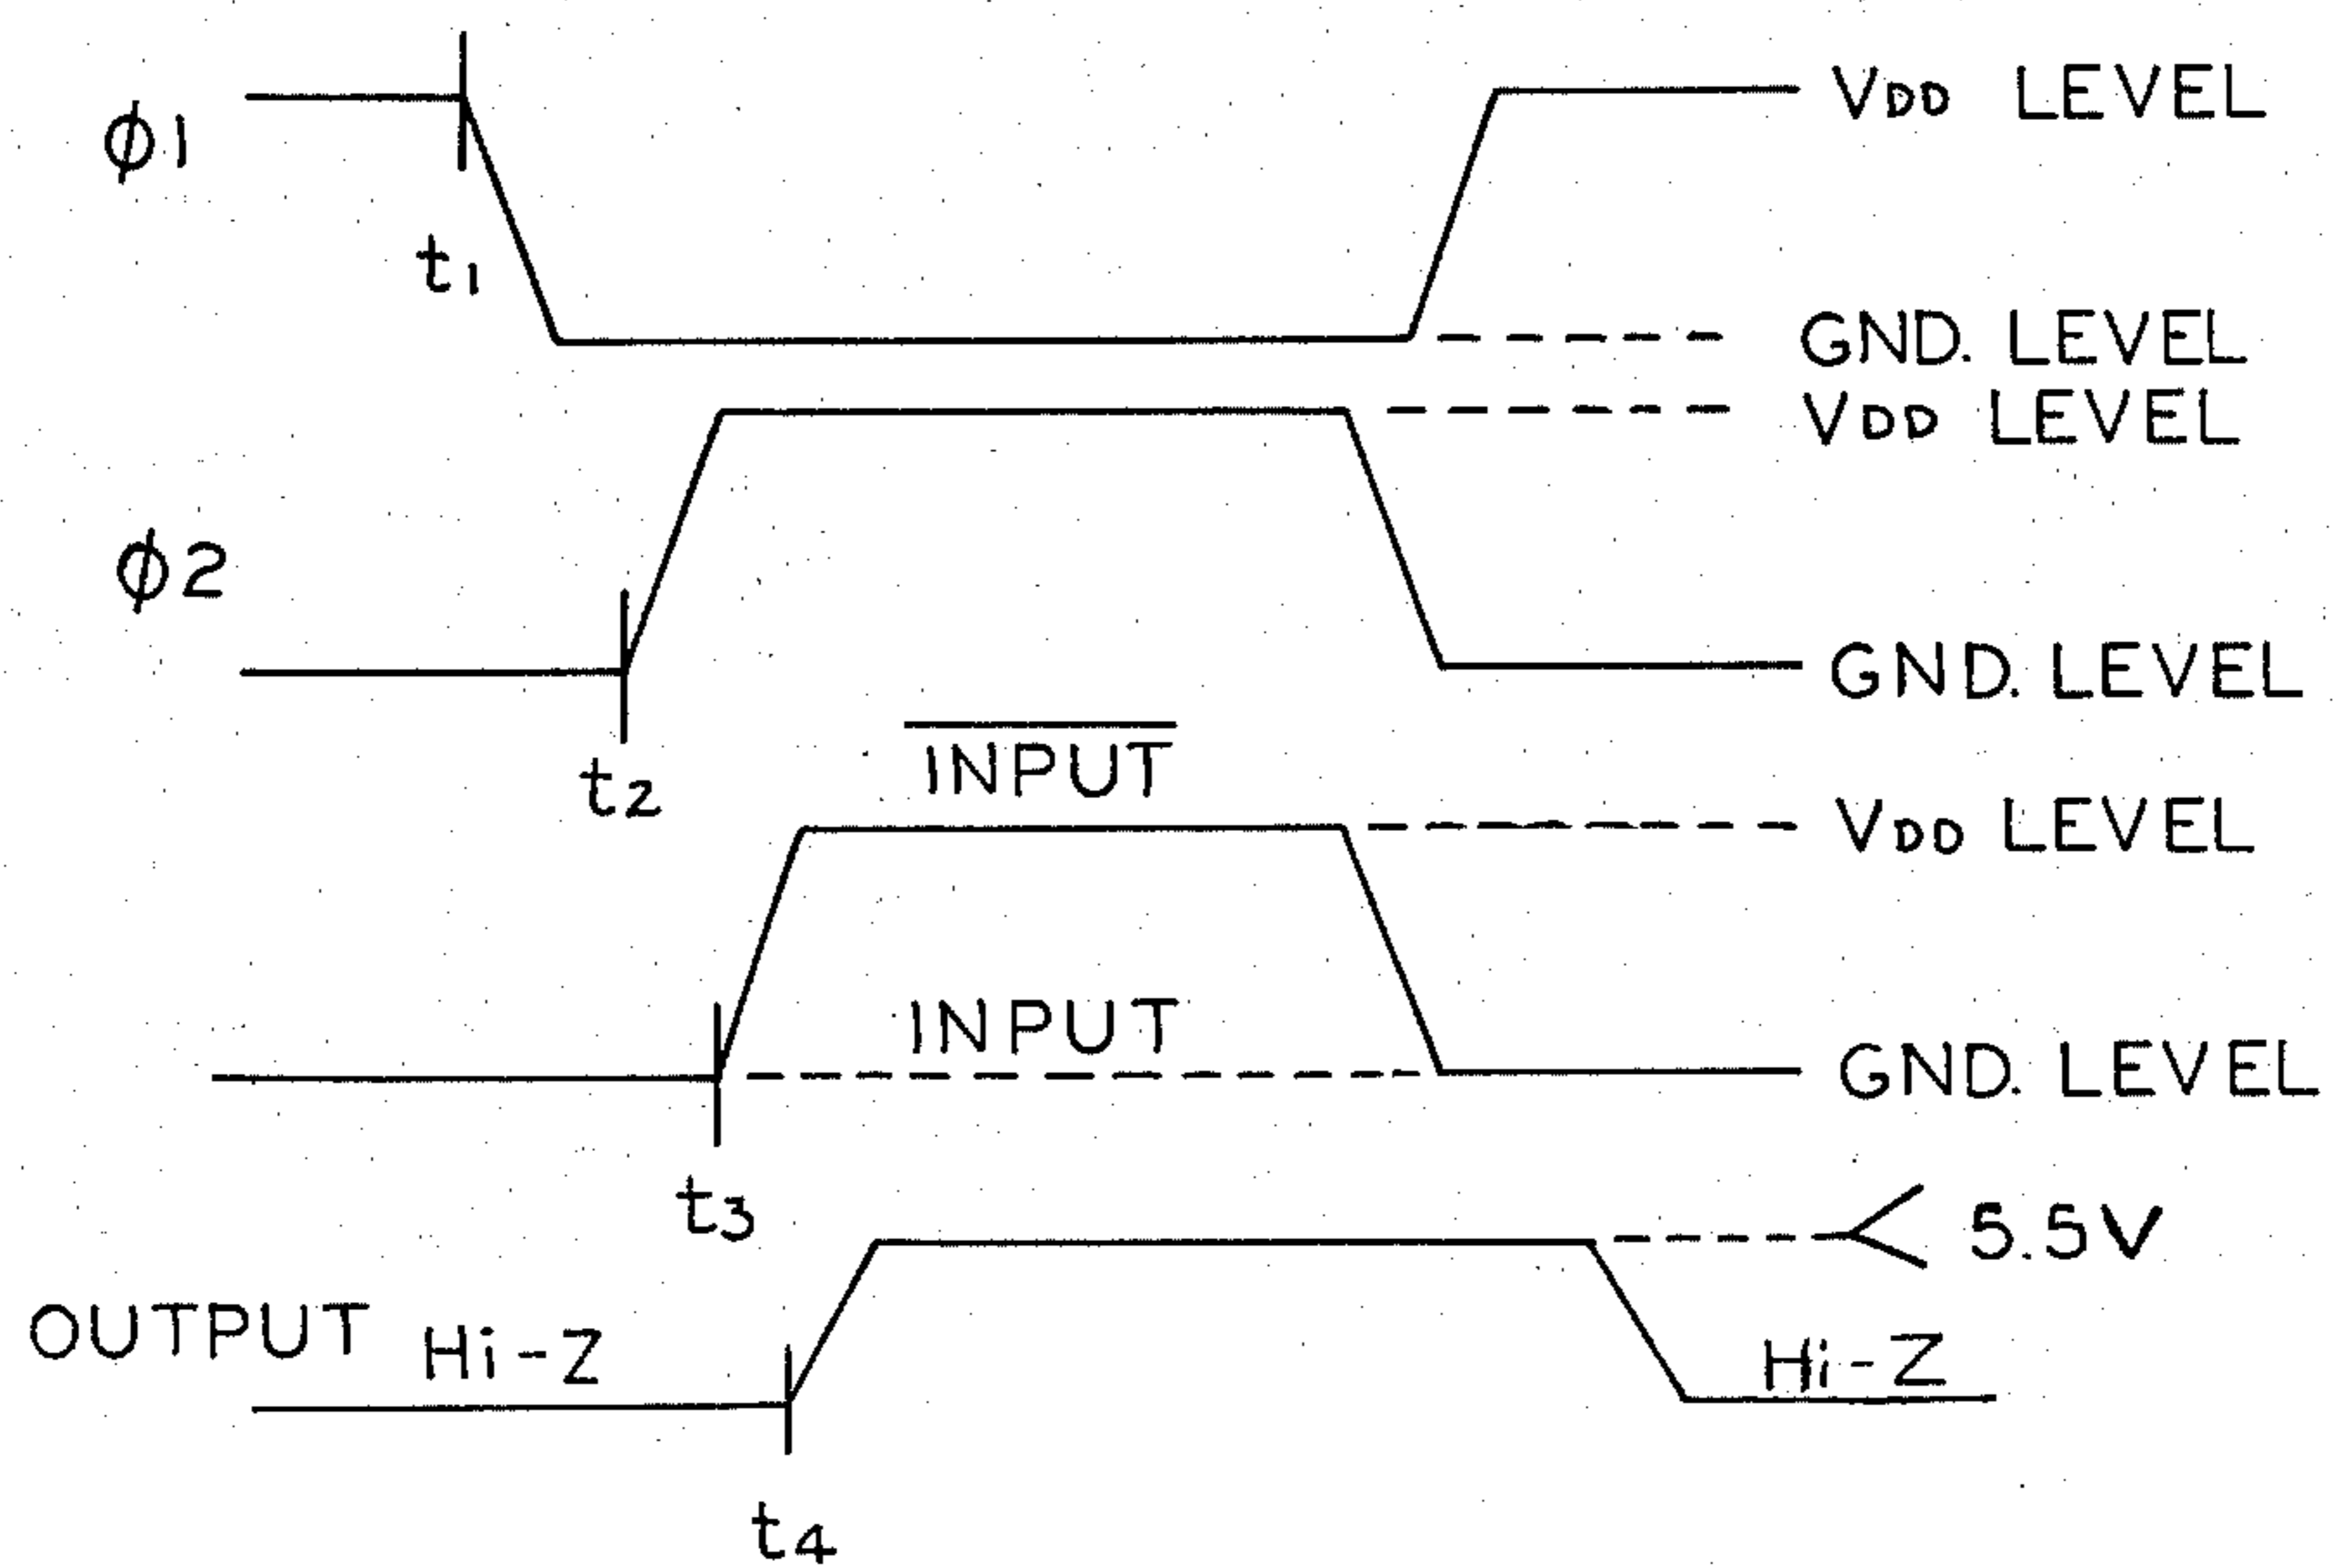 VDD LEVEL
ϕ1
t1
GND. LEVEL
VDD LEVEL
ϕ2
GND. LEVEL
INPUT
t2
VDD LEVEL
INPUT
GND. LEVEL
t3
< 5.5V
OUTPUT Hi-Z
Hi-Z
t4